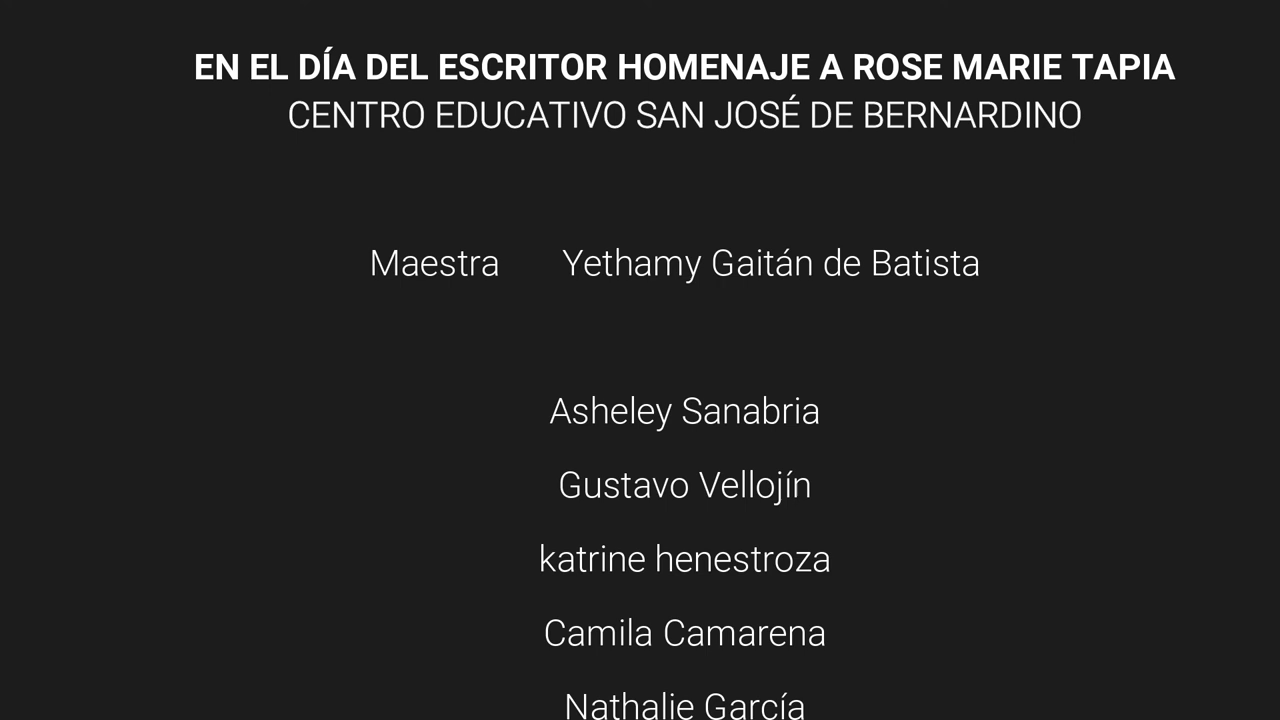 EN EL DÍA DEL ESCRITOR HOMENAJE A ROSE MARIE TAPIA
CENTRO EDUCATIVO SAN JOSÉ DE BERNARDINO
Maestra Yethamy Gaitán de Batista
Asheley Sanabria
Gustavo Vellojín
katrine henestroza
Camila Camarena
Nathalie García